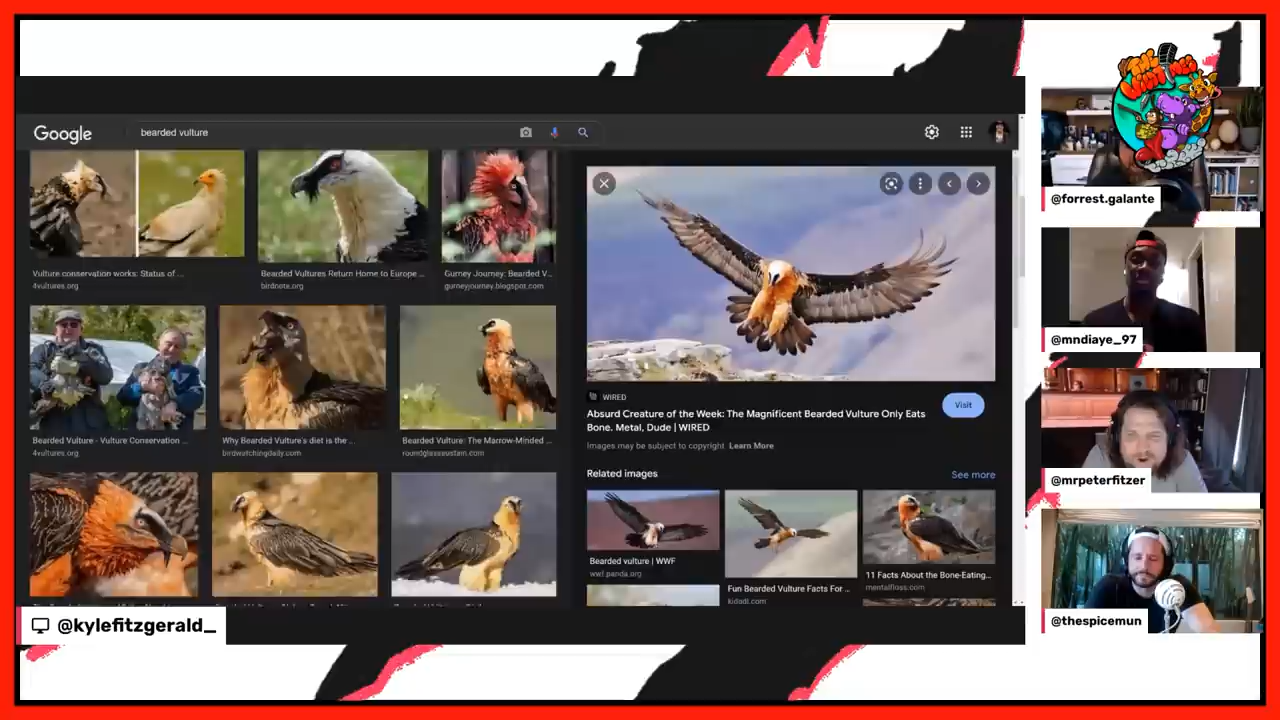 Google
bearded vulture
Vulture conservation works: Status of ...
4vultures.org
Bearded Vultures Return Home to Europe ...
birdnote.org
Gurney Journey: Bearded V...
gurneyjourney.blogspot.com
Bearded Vulture - Vulture Conservation ...
4vultures.org
Why Bearded Vulture's diet is the ...
birdwatchingdaily.com
Bearded Vulture: The Marrow-Minded ...
roundglasssustain.com
WIRED
Absurd Creature of the Week: The Magnificent Bearded Vulture Only Eats
Bone. Metal, Dude | WIRED
Visit
Images may be subject to copyright Learn More
Related images
See more
Bearded vulture | WWF
wwf.panda.org
Fun Bearded Vulture Facts For ...
kidadl.com
11 Facts About the Bone-Eating...
mentalfloss.com
@kylefitzgerald_
THE
WILD TIMES
@forrest.galante
@mndiaye_97
@mrpeterfitzer
@thespicemun